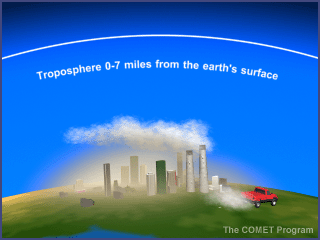 Troposphere 0-7 miles from the earth's surface
The COMET Program